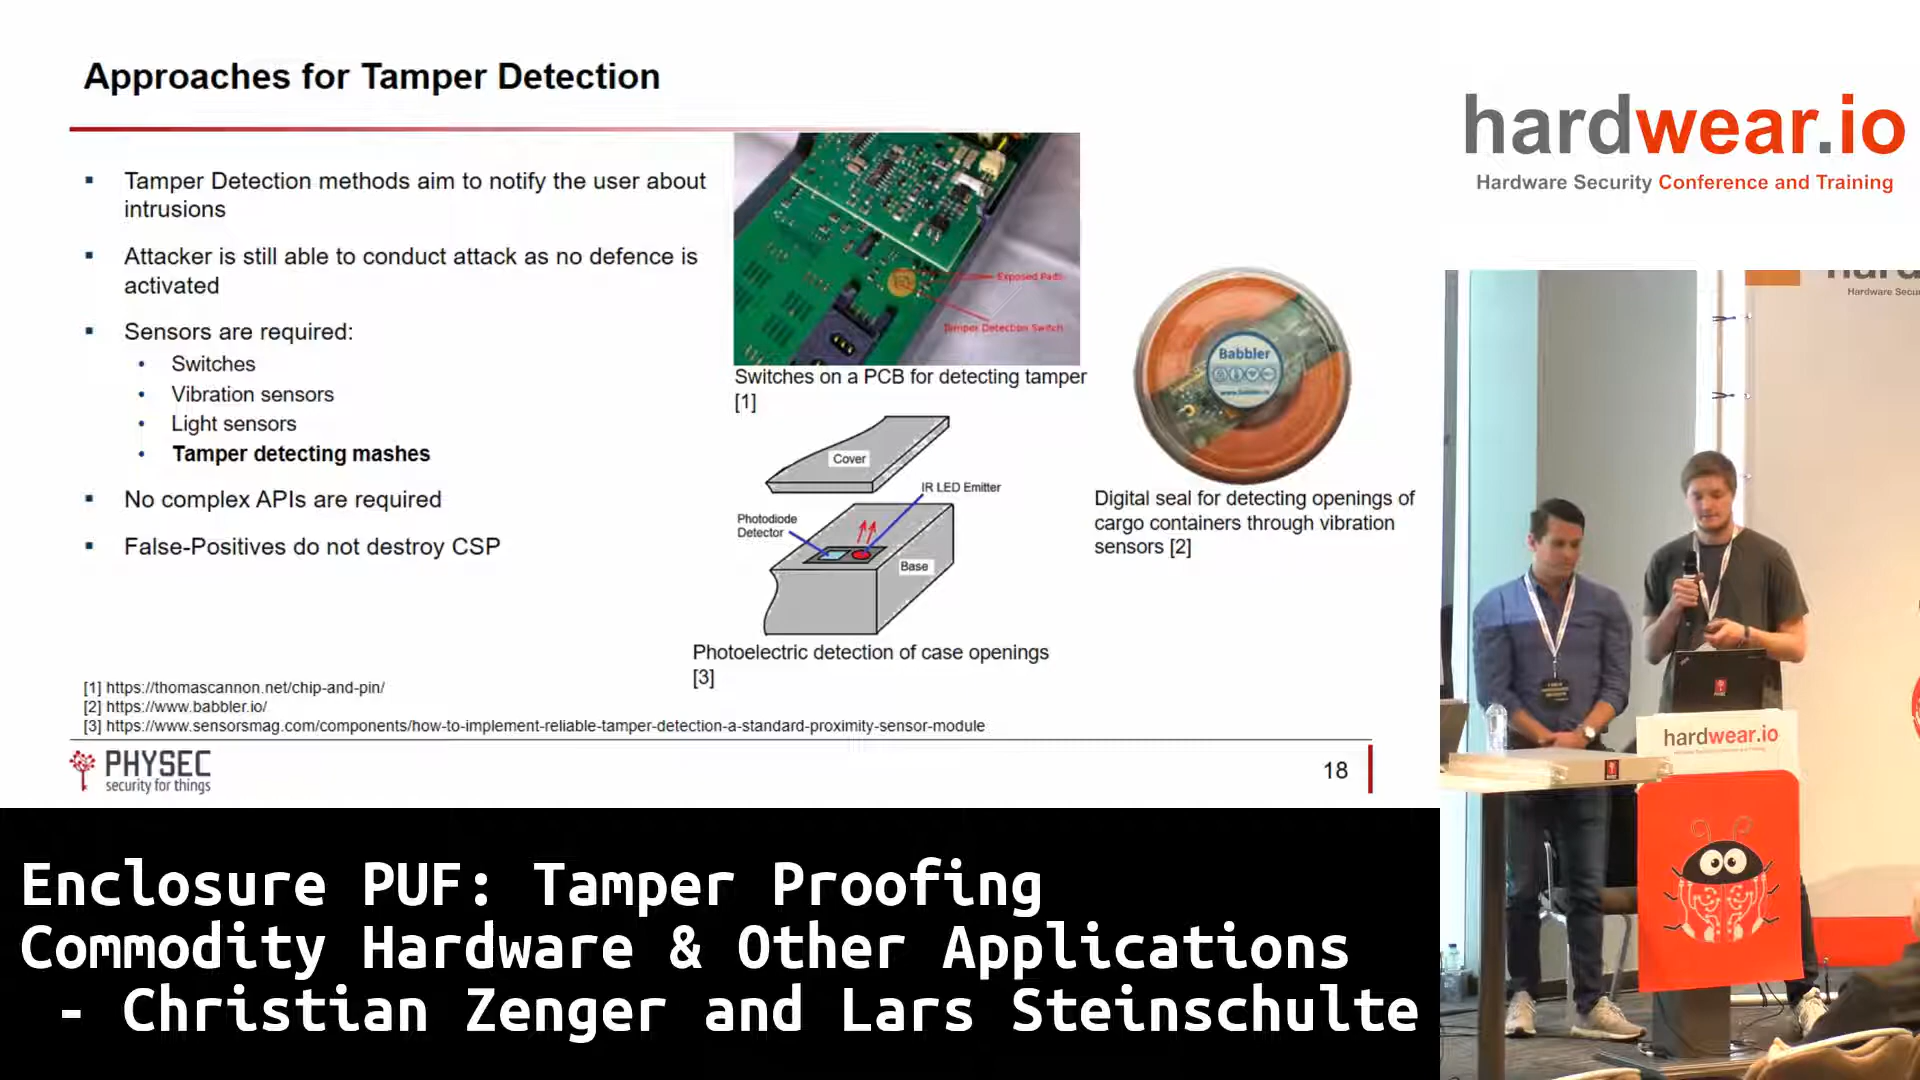 Approaches for Tamper Detection
Tamper Detection methods aim to notify the user about
intrusions
Attacker is still able to conduct attack as no defence is
activated
Sensors are required:
Switches
Vibration sensors
Light sensors
Tamper detecting mashes
No complex APIs are required
False-Positives do not destroy CSP
Exposed Pads
Tamper Detection Switch
Switches on a PCB for detecting tamper
[1]
Cover
IR LED Emitter
Photodiode
Detector
Base
Photoelectric detection of case openings
[3]
Babbler
Digital seal for detecting openings of
cargo containers through vibration
sensors [2]
[1] https://thomascannon.net/chip-and-pin/
[2] https://www.babbler.io/
[3] https://www.sensorsmag.com/components/how-to-implement-reliable-tamper-detection-a-standard-proximity-sensor-module
PHYSEC
security for things
18
hardwear.io
Hardware Security Conference and Training
hardwear.io
Enclosure PUF: Tamper Proofing
Commodity Hardware & Other Applications
- Christian Zenger and Lars Steinschulte